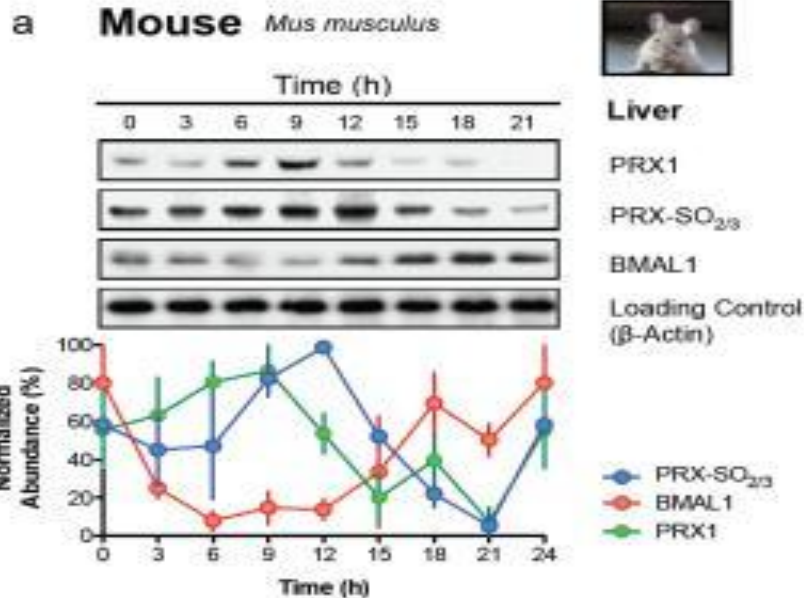 a Mouse Mus musculus
Time (h)
0 3 6 9 12 15 18 21
Liver
PRX1
PRX-SO2/3
BMAL1
Loading Control
(β-Actin)
Normalized
Abundance (%)
100
80
60
40
20
0
0 3 6 9 12 15 18 21 24
Time (h)
PRX-SO2/3
BMAL1
PRX1